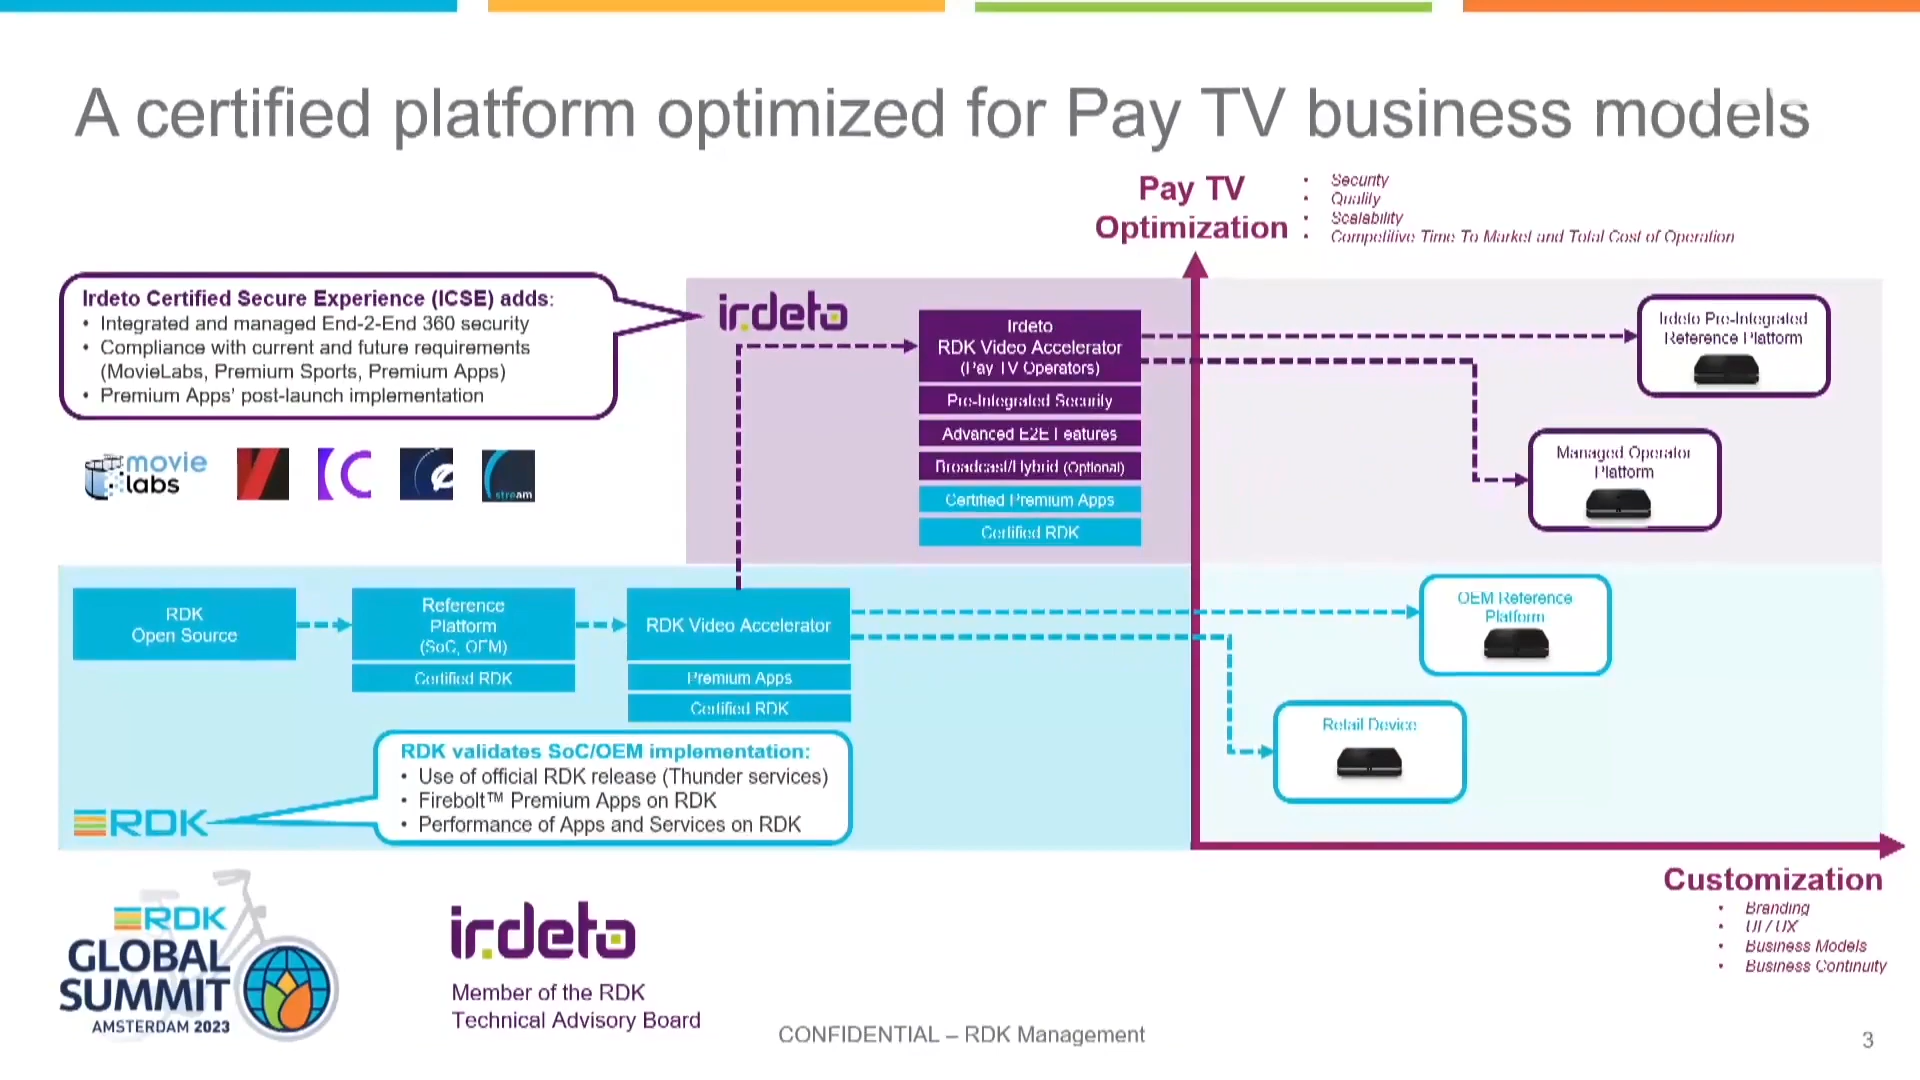 A certified platform optimized for Pay TV business models
Pay TV
Optimization
• Security
• Quality
• Scalability
• Competitive Time To Market and Total Cost of Operation
Irdeto Certified Secure Experience (ICSE) adds:
• Integrated and managed End-2-End 360 security
• Compliance with current and future requirements
(MovieLabs, Premium Sports, Premium Apps)
• Premium Apps’ post-launch implementation
movie
labs
stream
irdeto
Irdeto
RDK Video Accelerator
(Pay TV Operators)
Pre-Integrated Security
Advanced E2E Features
Broadcast/Hybrid (Optional)
Certified Premium Apps
Certified RDK
Irdeto Pre-Integrated
Reference Platform
Managed Operator
Platform
RDK
Open Source
Reference
Platform
(SoC, OEM)
Certified RDK
RDK Video Accelerator
Premium Apps
Certified RDK
OEM Reference
Platform
Retail Device
RDK validates SoC/OEM implementation:
• Use of official RDK release (Thunder services)
• Firebolt™ Premium Apps on RDK
• Performance of Apps and Services on RDK
RDK
Customization
• Branding
• UI / UX
• Business Models
• Business Continuity
RDK
GLOBAL
SUMMIT
AMSTERDAM 2023
irdeto
Member of the RDK
Technical Advisory Board
CONFIDENTIAL – RDK Management
3